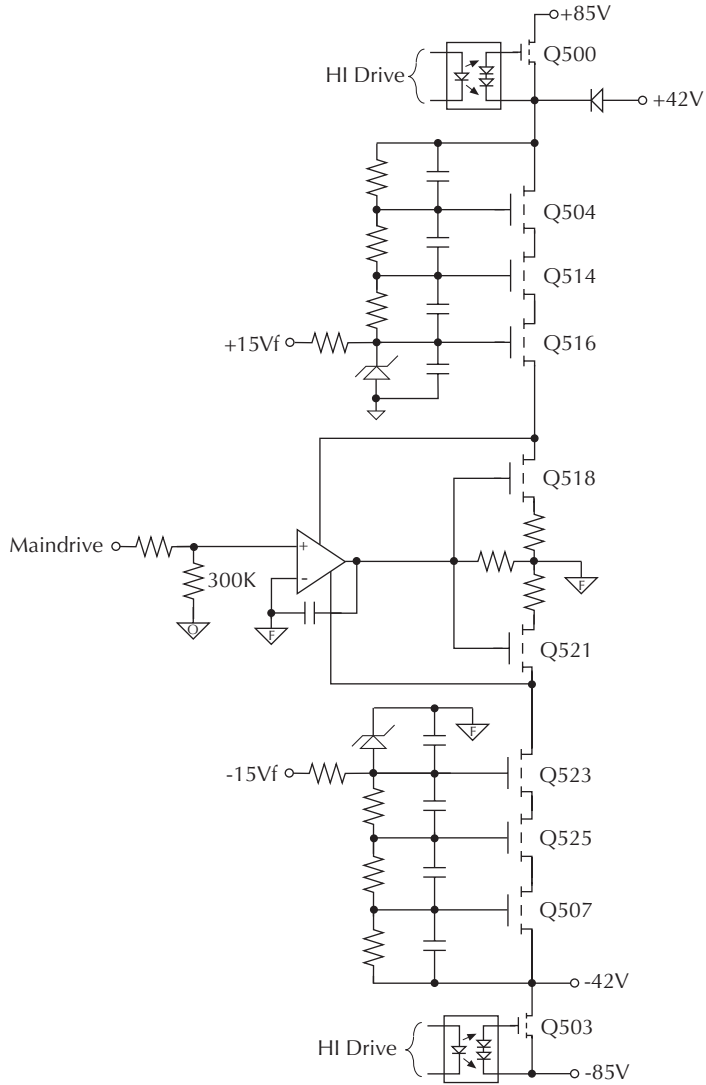 +85V
Q500
HI Drive
+42V
Q504
Q514
+15Vf
Q516
Q518
Maindrive
+
-
300K
F
O
F
Q521
F
-15Vf
Q523
Q525
Q507
-42V
Q503
HI Drive
-85V